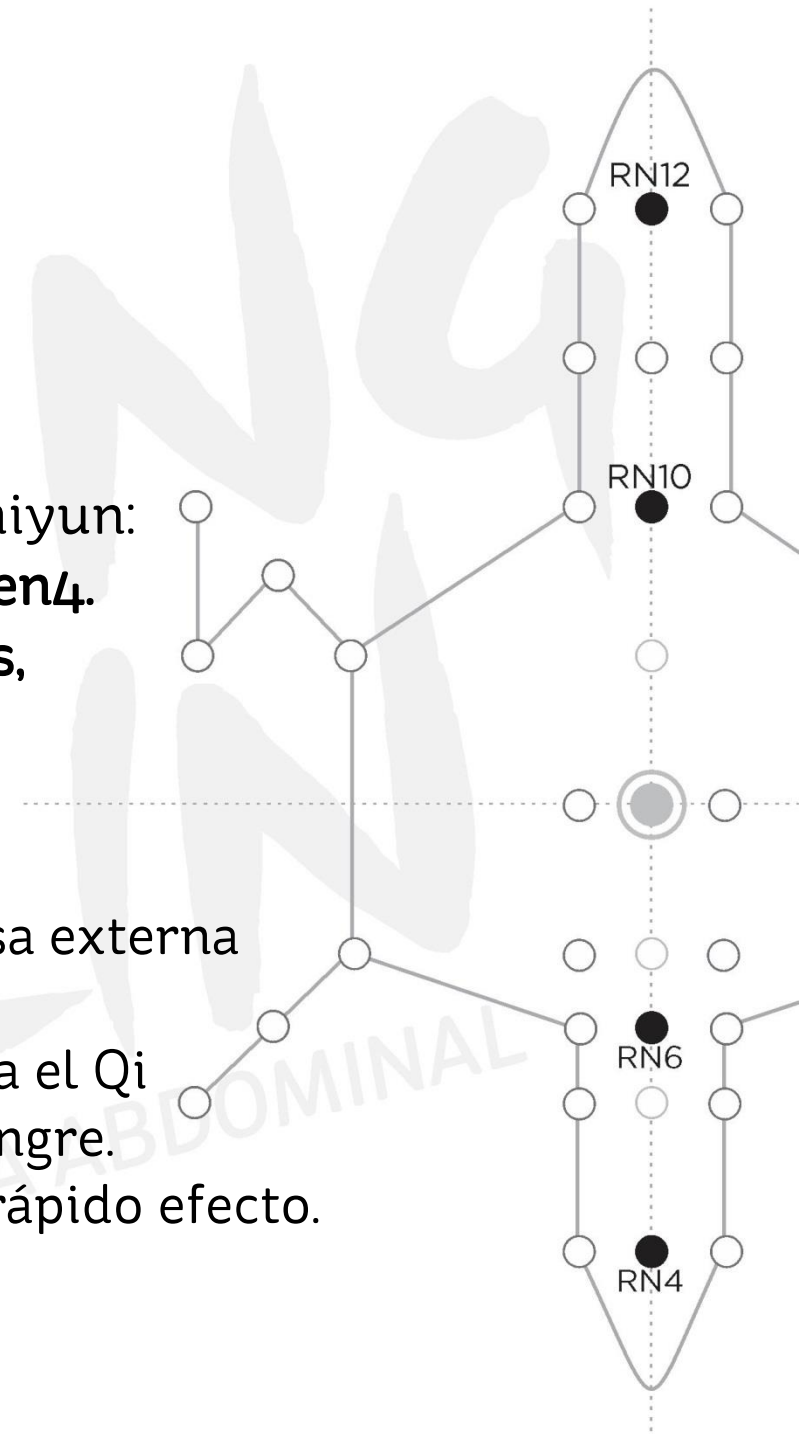 RN12
RN10
iyun:
en4.
s,
sa externa
RN6
a el Qi
ngre.
rápido efecto.
ABDOMINAL
RN4